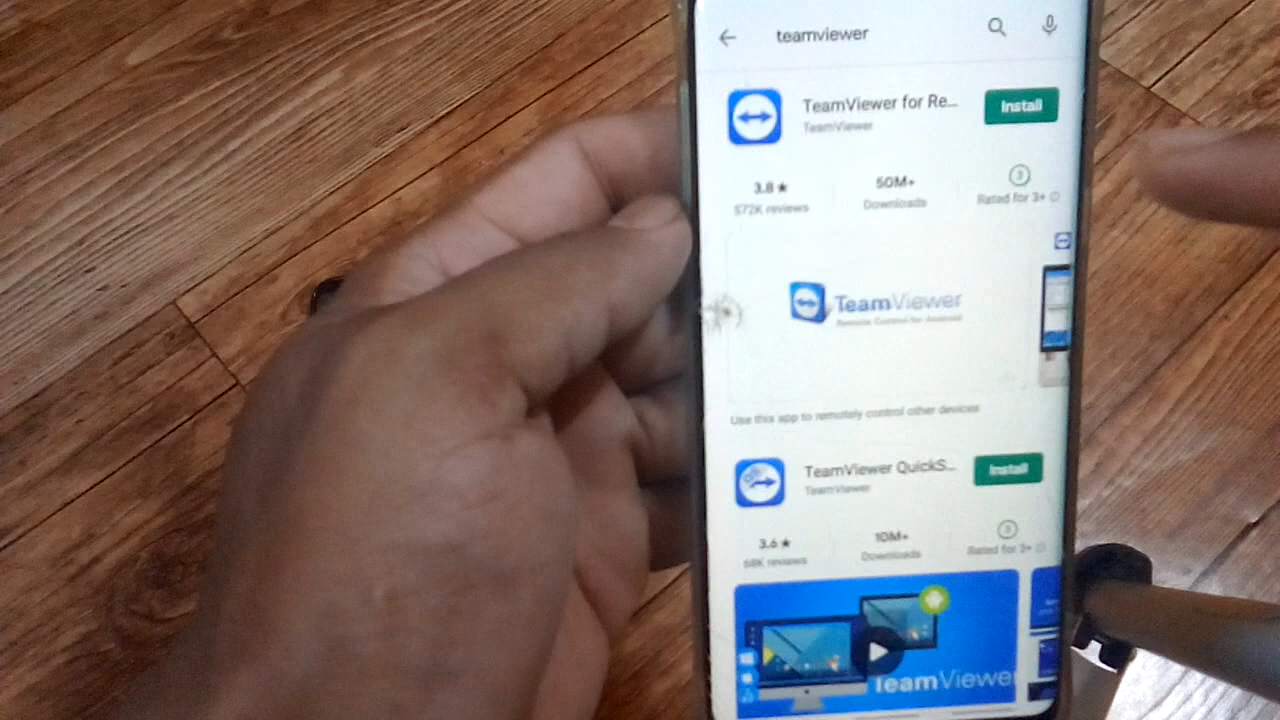 teamviewer
TeamViewer for Re...
TeamViewer
Install
3.8★
572K reviews
50M+
Downloads
3
Rated for 3+
TeamViewer
Remote Control for Android
Use this app to remotely control other devices
TeamViewer QuickS...
TeamViewer
Install
3.6★
68K reviews
10M+
Downloads
3
Rated for 3+
TeamViewer